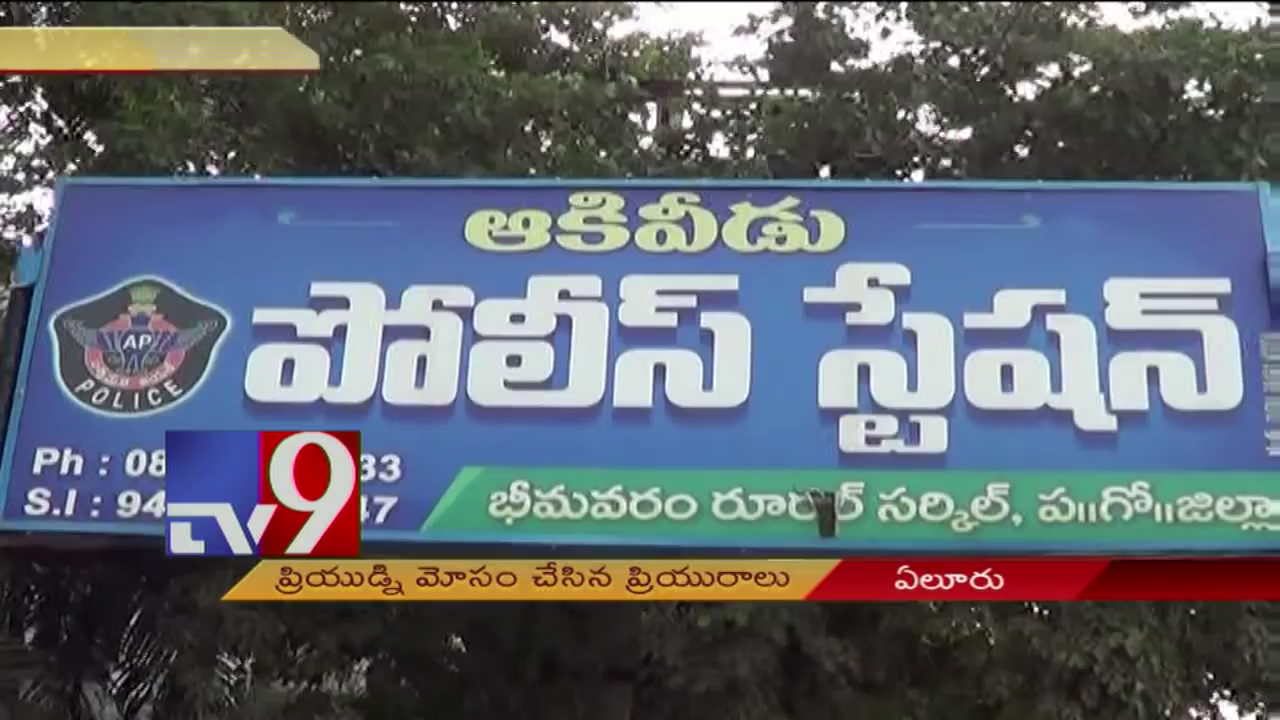 ఆకివీడు
పోలీస్ స్టేషన్
AP
POLICE
Ph : 08 33
S.I : 94 47
భీమవరం రూరల్ సర్కిల్, ప॥గో॥జిల్లా
TV9
ప్రియుడ్ని మోసం చేసిన ప్రియురాలు ఏలూరు